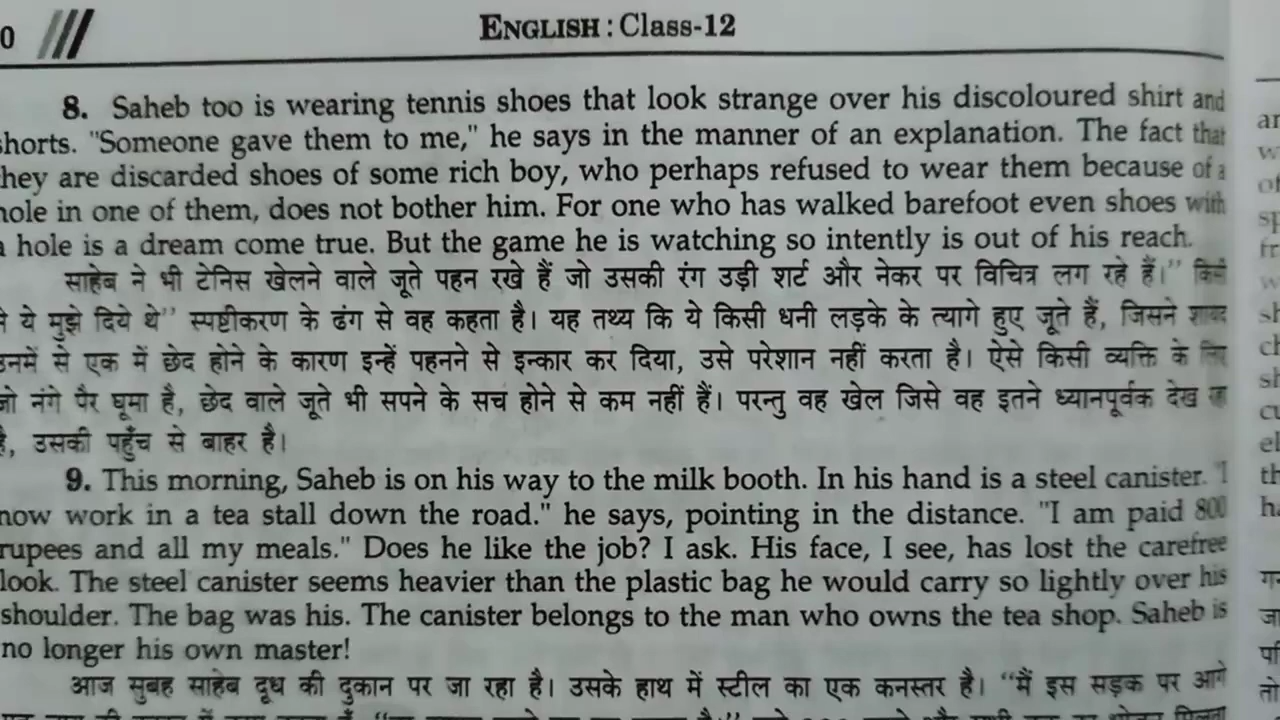 0
ENGLISH : Class-12
8. Saheb too is wearing tennis shoes that look strange over his discoloured shirt and
shorts. "Someone gave them to me," he says in the manner of an explanation. The fact that
they are discarded shoes of some rich boy, who perhaps refused to wear them because of a
hole in one of them, does not bother him. For one who has walked barefoot even shoes with
a hole is a dream come true. But the game he is watching so intently is out of his reach.
साहेब ने भी टेनिस खेलने वाले जूते पहन रखे हैं जो उसकी रंग उड़ी शर्ट और नेकर पर विचित्र लग रहे हैं।" किसी
ने ये मुझे दिये थे" स्पष्टीकरण के ढंग से वह कहता है। यह तथ्य कि ये किसी धनी लड़के के त्यागे हुए जूते हैं, जिसने शायद
उनमें से एक में छेद होने के कारण इन्हें पहनने से इन्कार कर दिया, उसे परेशान नहीं करता है। ऐसे किसी व्यक्ति के लिए
जो नंगे पैर घूमा है, छेद वाले जूते भी सपने के सच होने से कम नहीं हैं। परन्तु वह खेल जिसे वह इतने ध्यानपूर्वक देख रहा
है, उसकी पहुँच से बाहर है।
9. This morning, Saheb is on his way to the milk booth. In his hand is a steel canister. "I
now work in a tea stall down the road." he says, pointing in the distance. "I am paid 800
rupees and all my meals." Does he like the job? I ask. His face, I see, has lost the carefree
look. The steel canister seems heavier than the plastic bag he would carry so lightly over his
shoulder. The bag was his. The canister belongs to the man who owns the tea shop. Saheb is
no longer his own master!
आज सुबह साहेब दूध की दुकान पर जा रहा है। उसके हाथ में स्टील का एक कनस्तर है। "मैं इस सड़क पर आगे